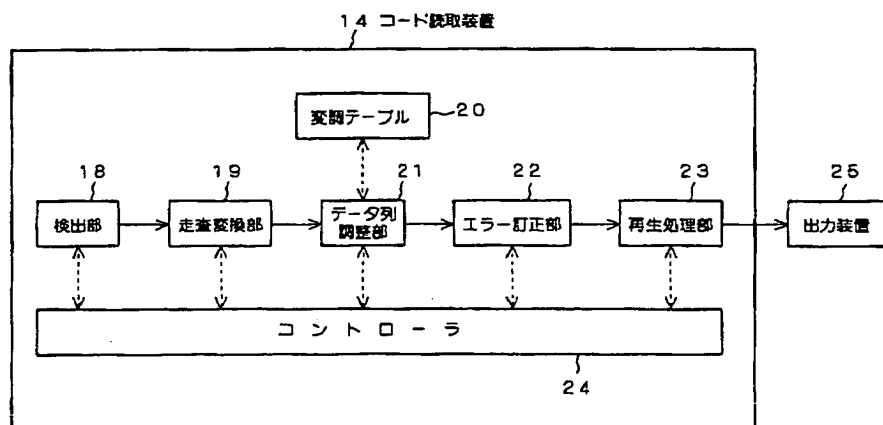 14 コード読取装置
変調テーブル
20
18
19
21
22
23
25
検出部
走査変換部
データ列
調整部
エラー訂正部
再生処理部
出力装置
コントローラ
24